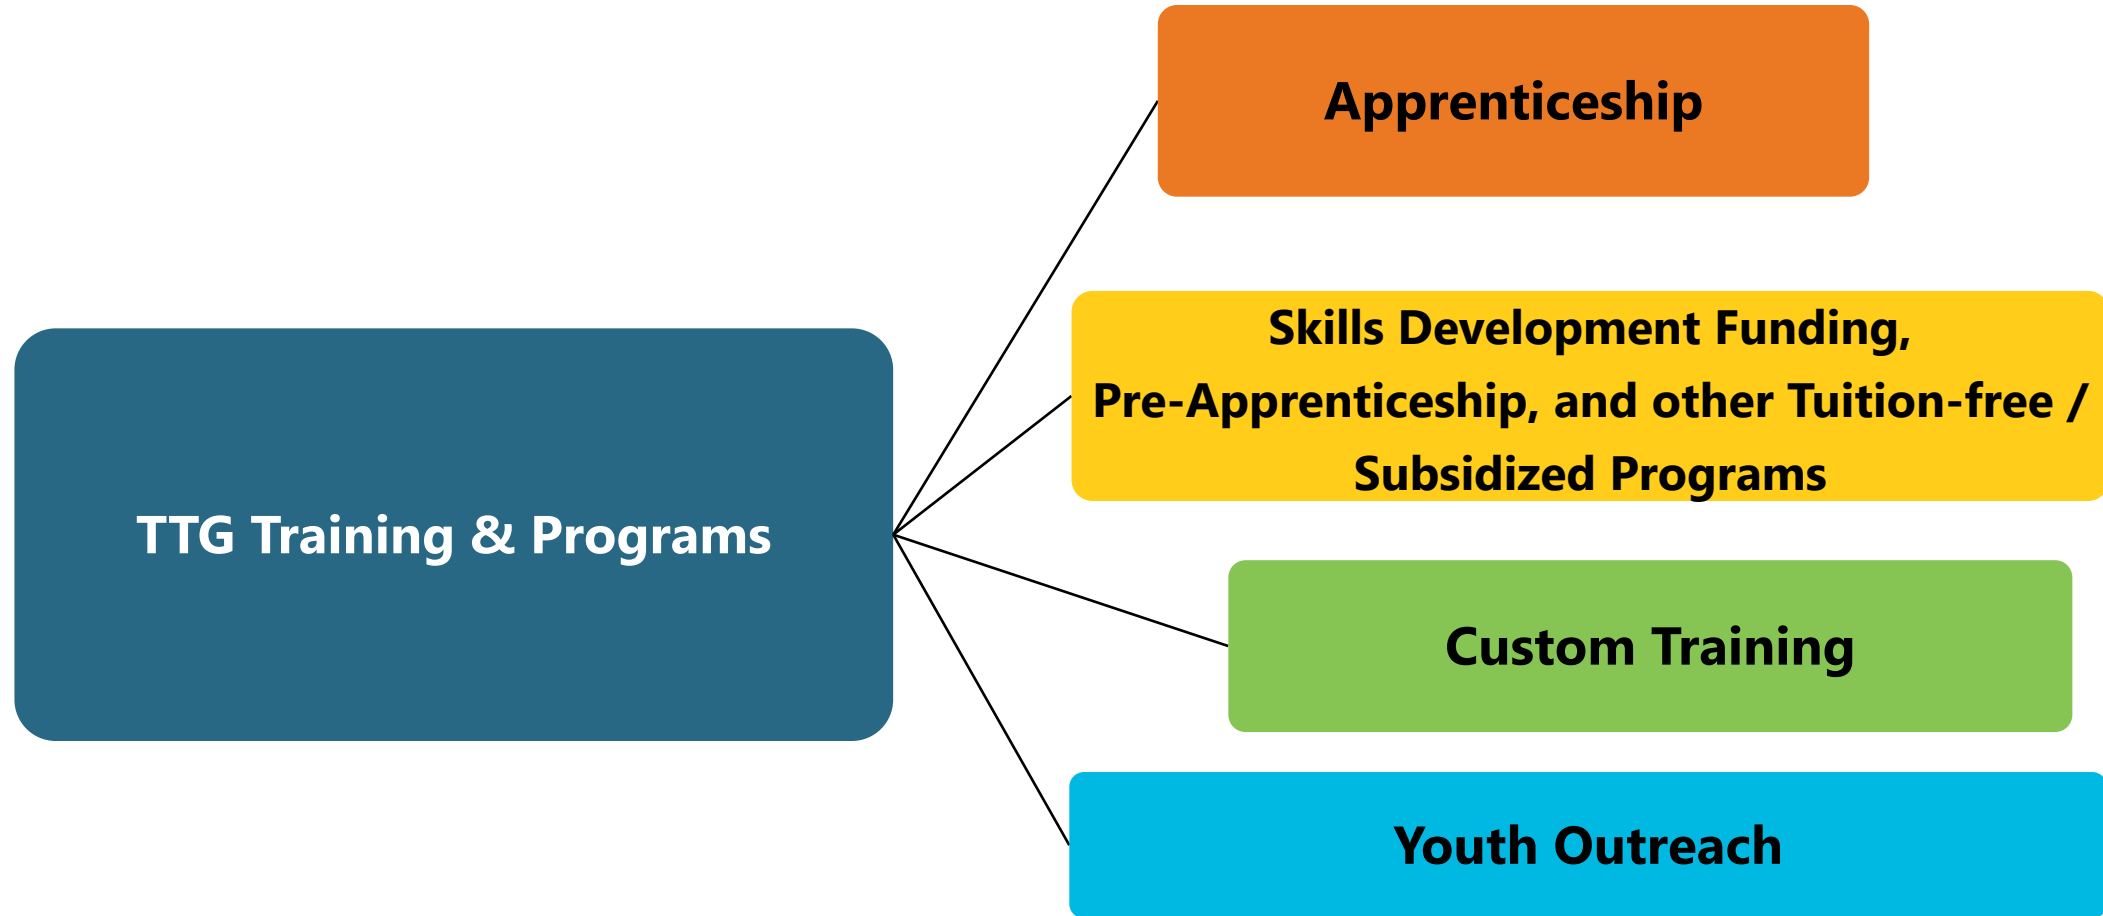 Apprenticeship
Skills Development Funding,
Pre-Apprenticeship, and other Tuition-free /
Subsidized Programs
TTG Training & Programs
Custom Training
Youth Outreach